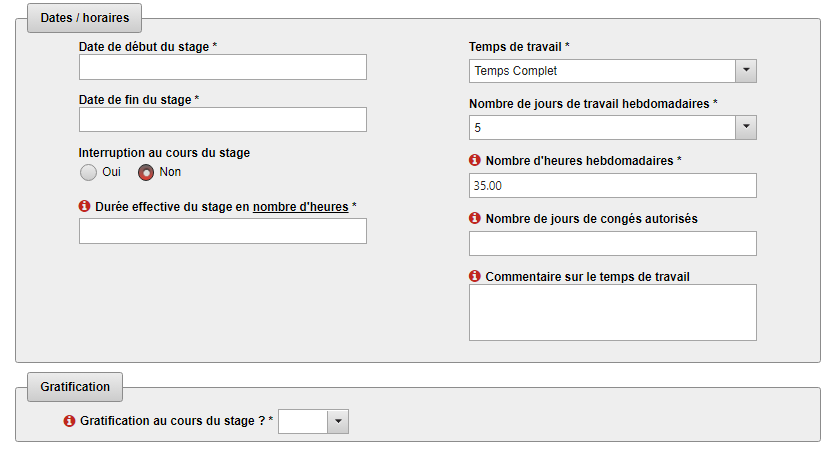 Dates / horaires
Date de début du stage *
Date de fin du stage *
Interruption au cours du stage
Oui Non
Durée effective du stage en nombre d'heures *
Temps de travail *
Temps Complet
Nombre de jours de travail hebdomadaires *
5
Nombre d'heures hebdomadaires *
35.00
Nombre de jours de congés autorisés
Commentaire sur le temps de travail
Gratification
Gratification au cours du stage ? *